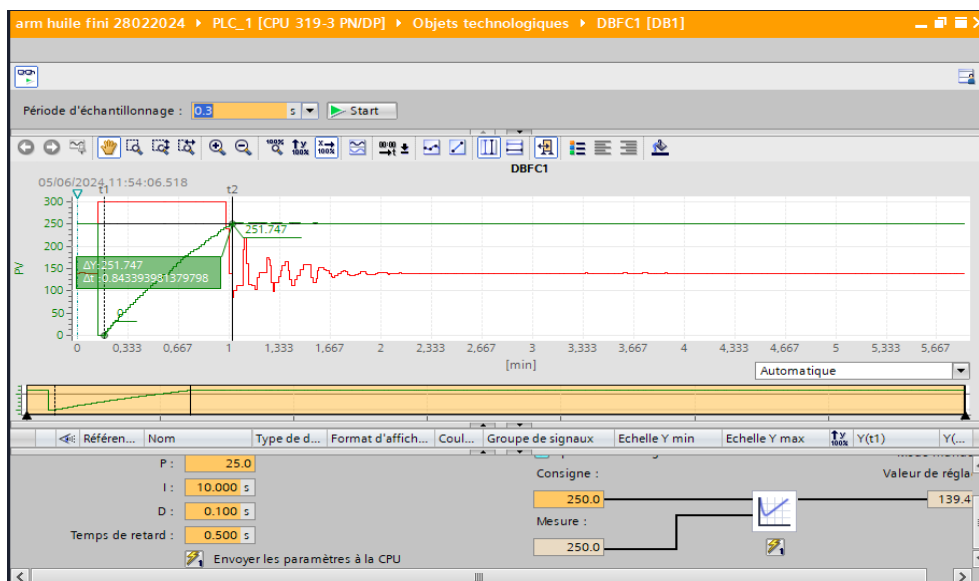 arm huile fini 28022024 ▸ PLC_1 [CPU 319-3 PN/DP] ▸ Objets technologiques ▸ DBFC1 [DB1]
Période d'échantillonnage : 0.3 s Start
DBFC1
05/06/2024 11:54:06.518
t1 t2
300
250
200
150
100
50
0
PV
251.747
ΔY: 251.747
Δt : 0.843393981379798
0
0 0,333 0,667 1 1,333 1,667 2 2,333 2,667 3 3,333 3,667 4 4,333 4,667 5 5,333 5,667
[min]
Automatique
Référen... Nom Type de d... Format d'affich... Coul... Groupe de signaux Echelle Y min Echelle Y max Y(t1) Y(...
P : 25.0
I : 10.000 s
D : 0.100 s
Temps de retard : 0.500 s
Envoyer les paramètres à la CPU
Consigne :
250.0
Mesure :
250.0
Valeur de régla
139.4